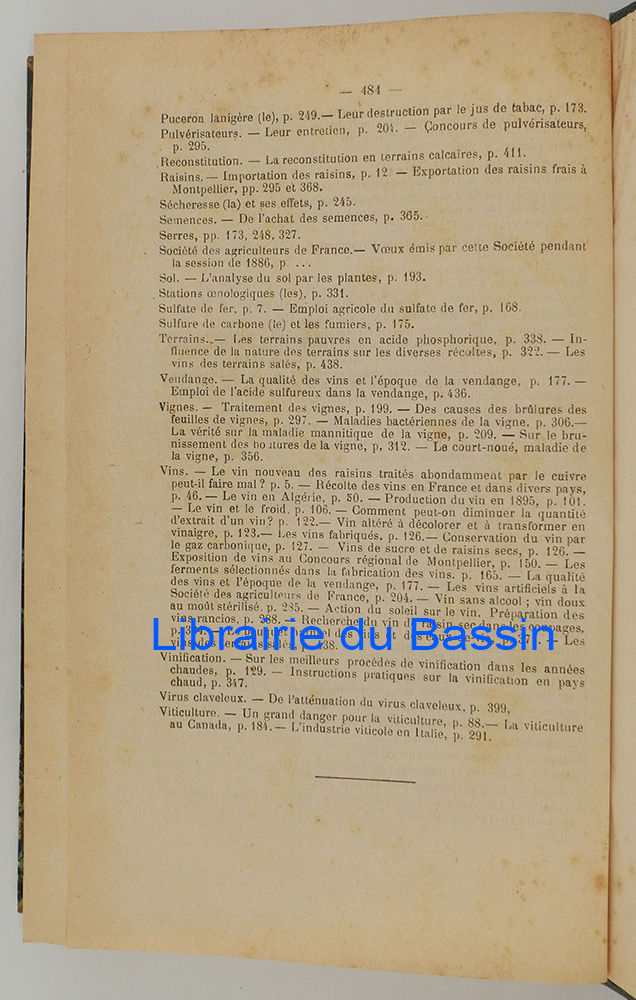 — 484 —
Puceron lanigère (le), p. 249.— Leur destruction par le jus de tabac, p. 173.
Pulvérisateurs. — Leur entretien, p. 201. — Concours de pulvérisateurs,
p. 295.
Reconstitution. — La reconstitution en terrains calcaires, p. 411.
Raisins. — Importation des raisins, p. 12 — Exportation des raisins frais à
Montpellier, pp. 295 et 368.
Sécheresse (la) et ses effets, p. 245.
Semences. — De l'achat des semences, p. 365.
Serres, pp. 173, 248, 327.
Société des agriculteurs de France.— Vœux émis par cette Société pendant
la session de 1886, p. ...
Sol. — L'analyse du sol par les plantes, p. 193.
Stations œnologiques (les), p. 331.
Sulfate de fer, p. 7. — Emploi agricole du sulfate de fer, p. 168.
Sulfure de carbone (le) et les fumiers, p. 175.
Terrains. — Les terrains pauvres en acide phosphorique, p. 338. — In-
fluence de la nature des terrains sur les diverses récoltes, p. 322. — Les
vins des terrains salés, p. 438.
Vendange. — La qualité des vins et l'époque de la vendange, p. 177. —
Emploi de l'acide sulfureux dans la vendange, p. 436.
Vignes. — Traitement des vignes, p. 199. — Des causes des brûlures des
feuilles de vignes, p. 297. — Maladies bactériennes de la vigne, p. 306.—
La vérité sur la maladie mannitique de la vigne, p. 209. — Sur le bru-
nissement des boutures de la vigne, p. 312. — Le court-noué, maladie de
la vigne, p. 356.
Vins. — Le vin nouveau des raisins traités abondamment par le cuivre
peut-il faire mal ? p. 5. — Récolte des vins en France et dans divers pays,
p. 46. — Le vin en Algérie, p. 80. — Production du vin en 1895, p. 101.
— Le vin et le froid, p. 106. — Comment peut-on diminuer la quantité
d'extrait d'un vin ? p. 122.— Vin altéré à décolorer et à transformer en
vinaigre, p. 123.— Les vins fabriqués, p. 126.— Conservation du vin par
le gaz carbonique, p. 127. — Vins de sucre et de raisins secs, p. 126. —
Exposition de vins au Concours régional de Montpellier, p. 150. — Les
ferments sélectionnés dans la fabrication des vins, p. 165. — La qualité
des vins et l'époque de la vendange, p. 177. — Les vins artificiels à la
Société des agriculteurs de France, p. 204. — Vin sans alcool ; vin doux
au moût stérilisé, p. 285. — Action du soleil sur le vin. Préparation des
vins rancios, p. 288. — Recherche du vin de raisin sec dans les coupages,
des vins et des — Les
vins des terrains salés, p. 438.
Librairie du Bassin
Vinification. — Sur les meilleurs procédés de vinification dans les années
chaudes, p. 129. — Instructions pratiques sur la vinification en pays
chaud, p. 347.
Virus claveleux. — De l'atténuation du virus claveleux, p. 399,
Viticulture. — Un grand danger pour la viticulture, p. 88.— La viticulture
au Canada, p. 184. — L'industrie viticole en Italie, p. 291.